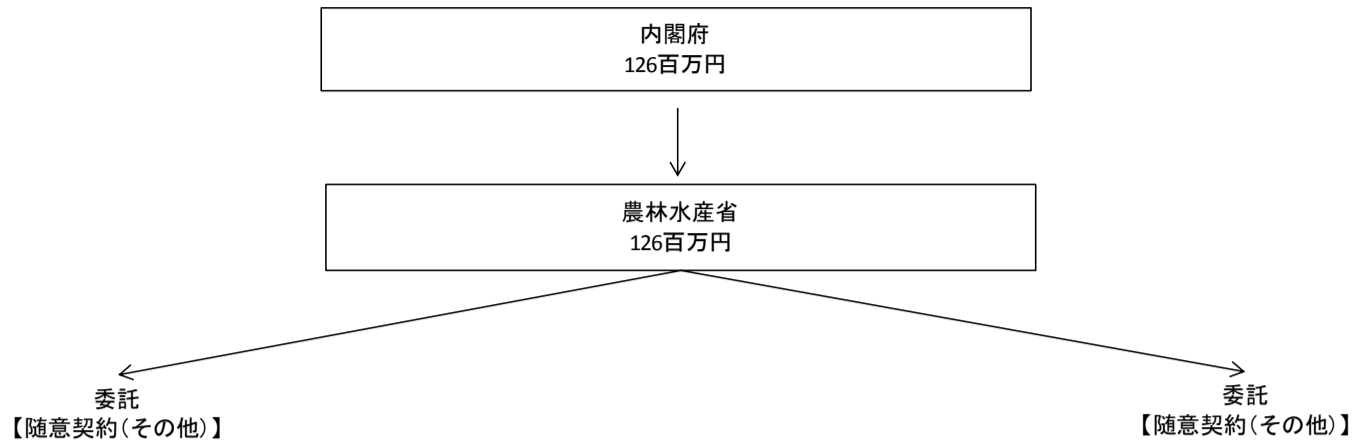 内閣府
126百万円
農林水産省
126百万円
委託
【随意契約(その他)】
委託
【随意契約(その他)】